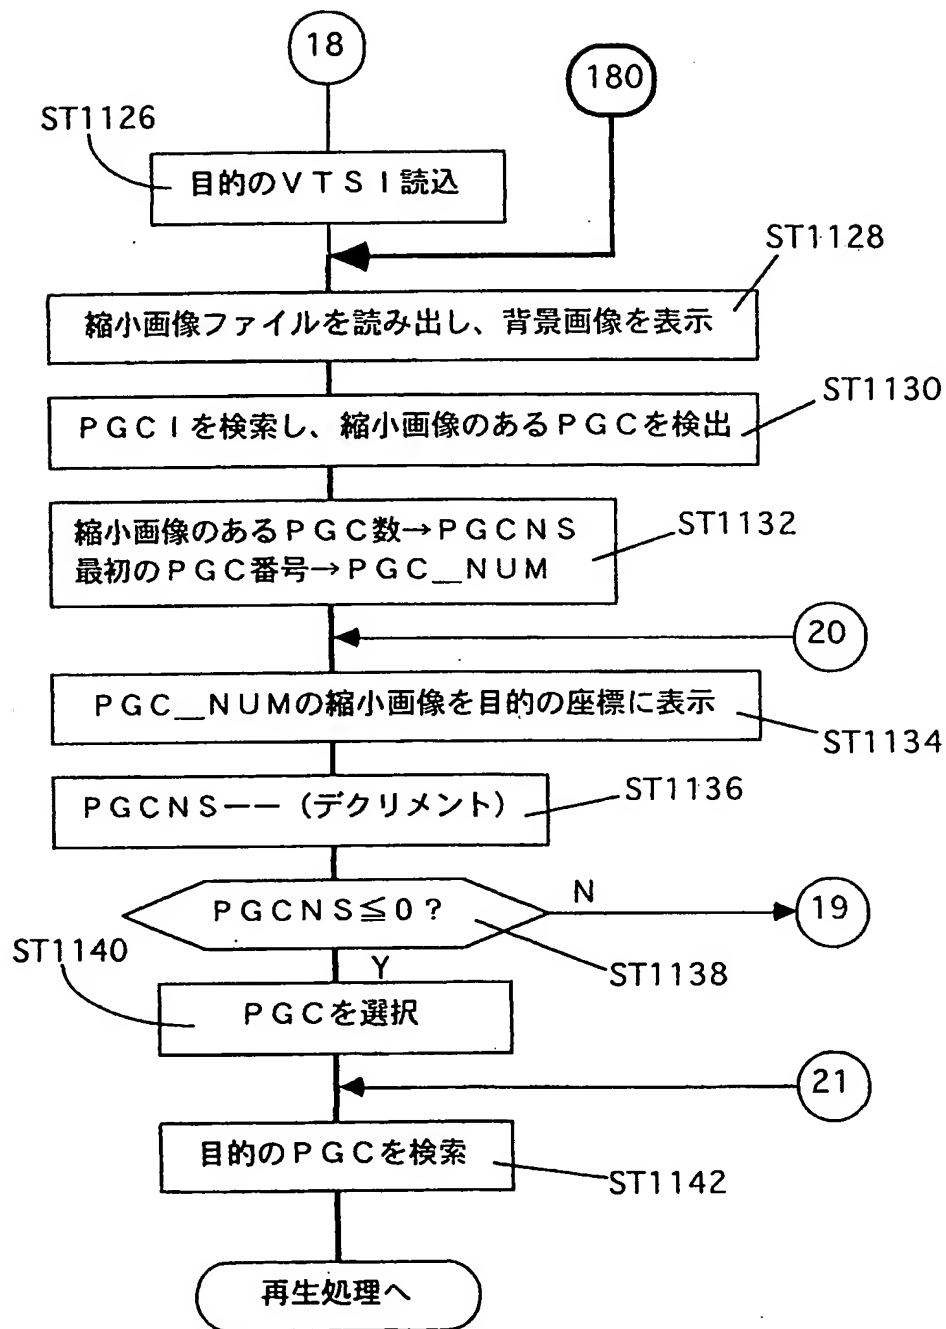 18
180
ST1126
目的のVTSI読込
ST1128
縮小画像ファイルを読み出し、背景画像を表示
ST1130
PGCIを検索し、縮小画像のあるPGCを検出
縮小画像のあるPGC数→PGCNS
最初のPGC番号→PGC__NUM
ST1132
20
PGC__NUMの縮小画像を目的の座標に表示
ST1134
PGCNS−−(デクリメント)
ST1136
PGCNS≦0?
N
19
ST1138
ST1140
Y
PGCを選択
21
目的のPGCを検索
ST1142
再生処理へ